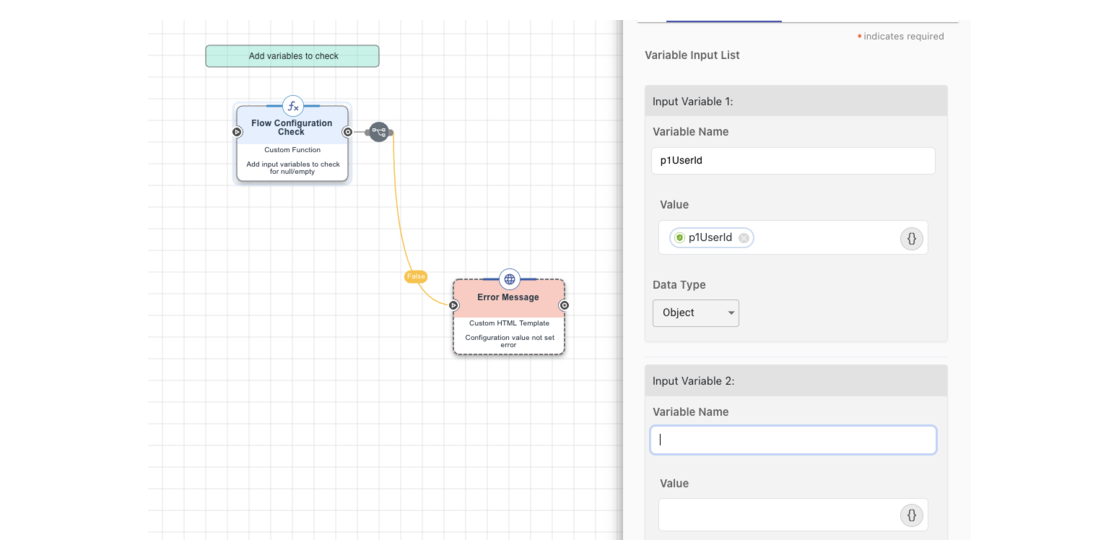 Add variables to check
fx
Flow Configuration
Check
Custom Function
Add input variables to check
for null/empty
False
Error Message
Custom HTML Template
Configuration value not set
error
* indicates required
Variable Input List
Input Variable 1:
Variable Name
p1UserId
Value
p1UserId
{}
Data Type
Object
Input Variable 2:
Variable Name
Value
{}